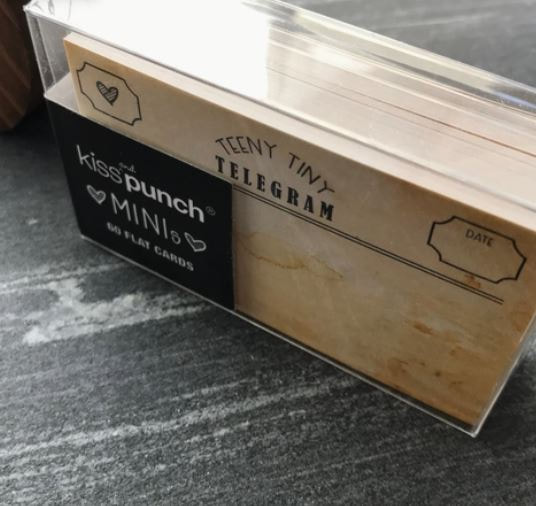 kiss and punch®
MINIs
60 FLAT CARDS
TEENY TINY
TELEGRAM
DATE